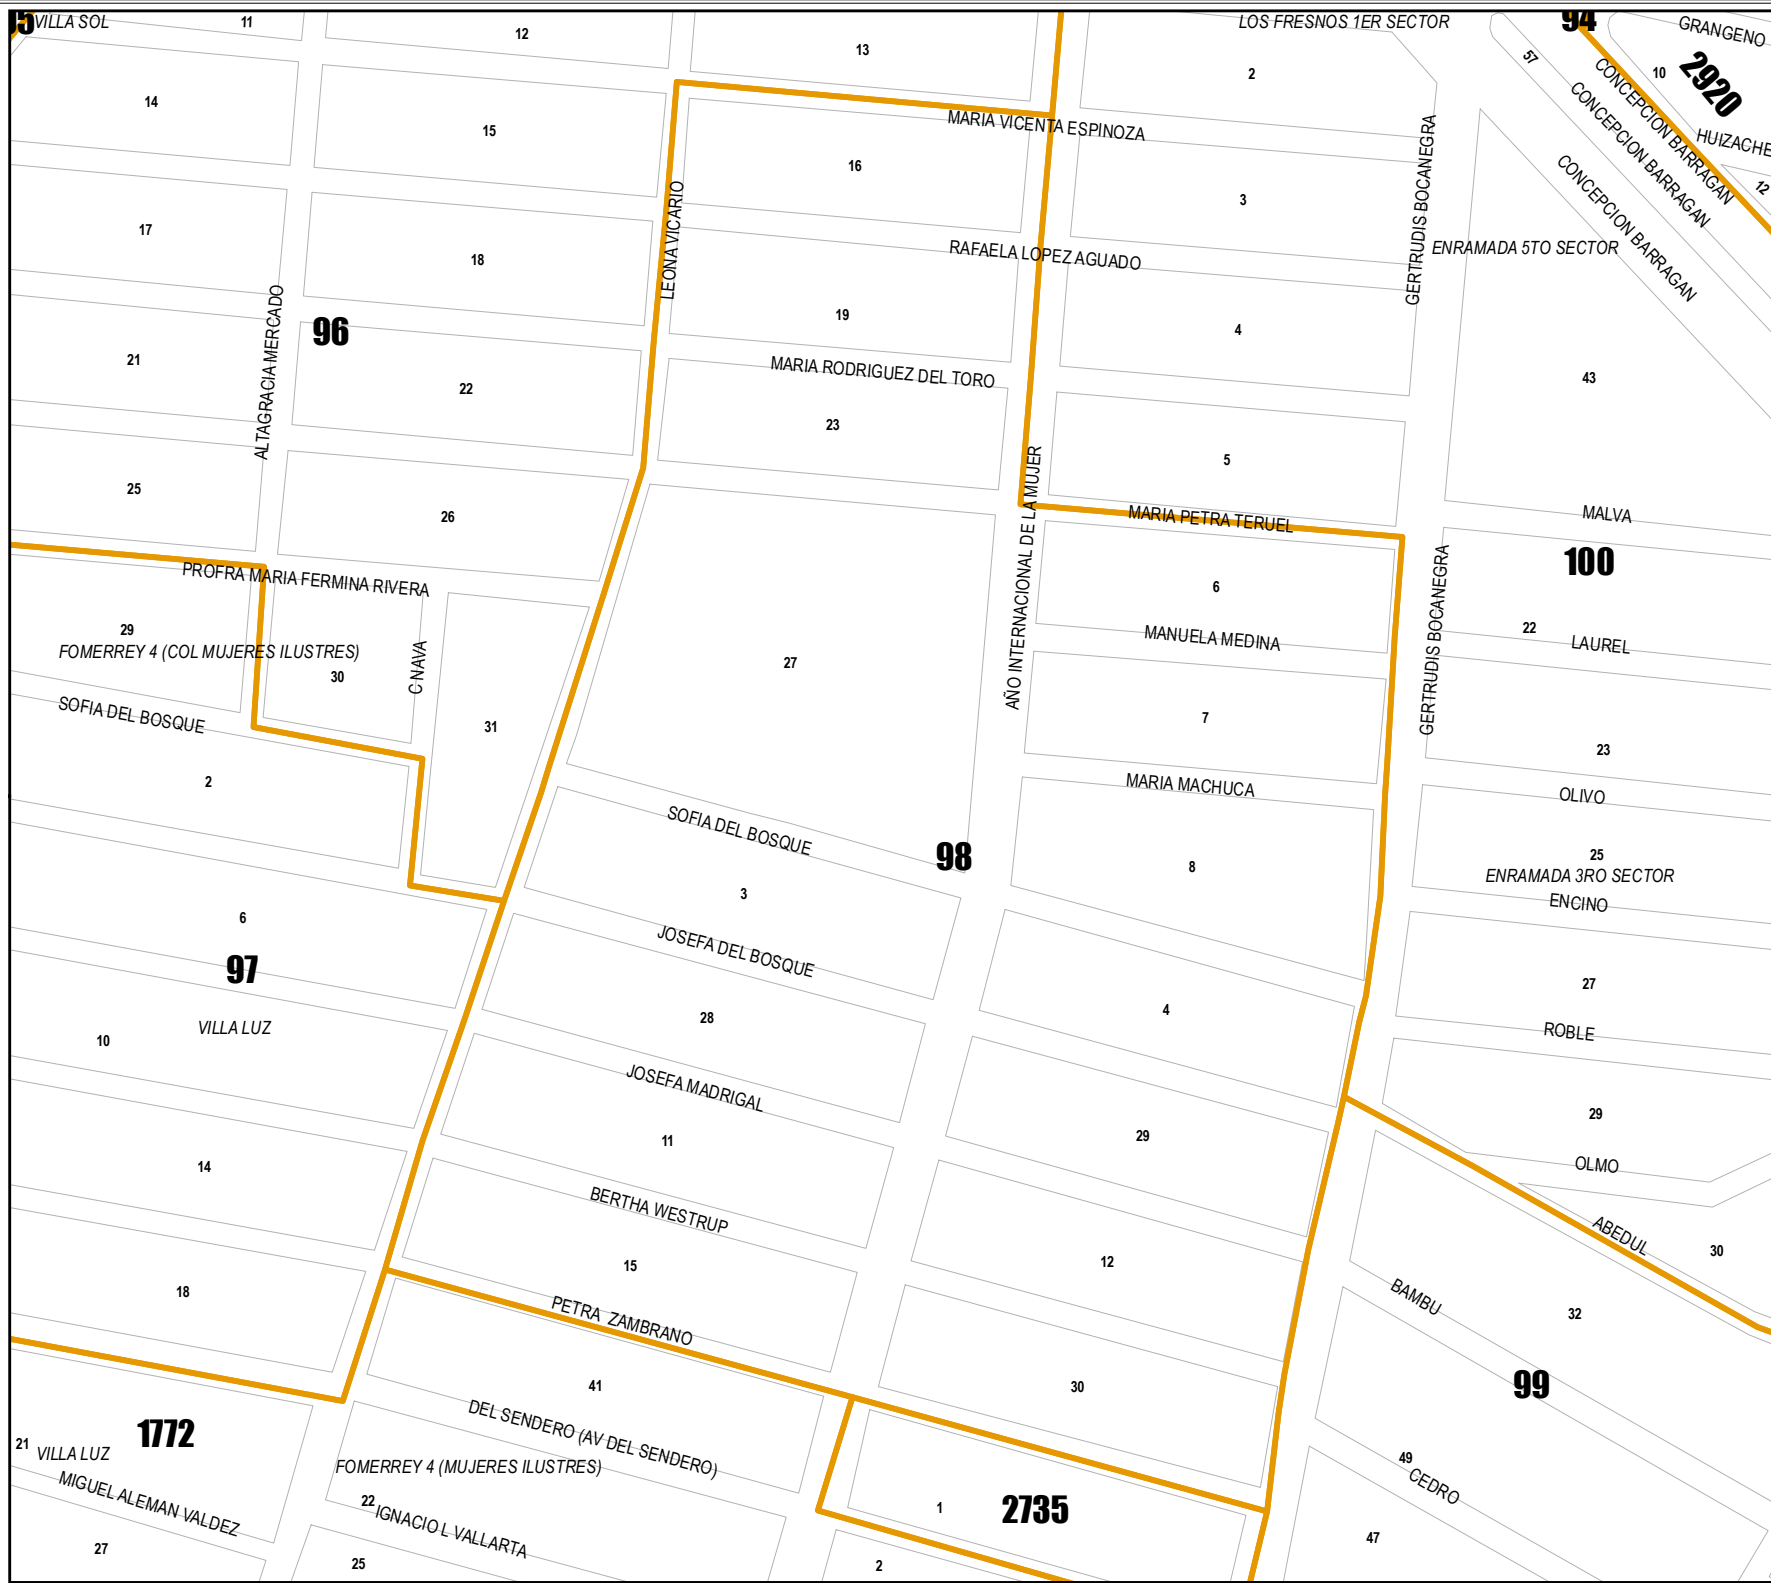 95
VILLA SOL
11
12
13
LOS FRESNOS 1ER SECTOR
94
GRANGENO
2
57
10
2920
CONCEPCION BARRAGAN
CONCEPCION BARRAGAN
CONCEPCION BARRAGAN
HUIZACHE
12
14
15
16
MARIA VICENTA ESPINOZA
GERTRUDIS BOCANEGRA
3
17
18
LEONA VICARIO
RAFAELA LOPEZ AGUADO
ENRAMADA 5TO SECTOR
ALTAGRACIA MERCADO
96
19
4
21
22
MARIA RODRIGUEZ DEL TORO
43
23
5
25
26
AÑO INTERNACIONAL DE LA MUJER
MARIA PETRA TERUEL
MALVA
100
PROFRA MARIA FERMINA RIVERA
6
GERTRUDIS BOCANEGRA
29
FOMERREY 4 (COL MUJERES ILUSTRES)
30
C NAVA
27
MANUELA MEDINA
22
LAUREL
SOFIA DEL BOSQUE
31
7
23
2
MARIA MACHUCA
OLIVO
SOFIA DEL BOSQUE
98
8
25
ENRAMADA 3RO SECTOR
ENCINO
3
6
97
JOSEFA DEL BOSQUE
27
VILLA LUZ
10
28
4
ROBLE
JOSEFA MADRIGAL
11
29
29
14
OLMO
BERTHA WESTRUP
ABEDUL
30
15
12
18
BAMBU
32
PETRA ZAMBRANO
41
30
99
DEL SENDERO (AV DEL SENDERO)
1772
21
VILLA LUZ
FOMERREY 4 (MUJERES ILUSTRES)
49
CEDRO
MIGUEL ALEMAN VALDEZ
22
IGNACIO L VALLARTA
1
2735
47
27
25
2